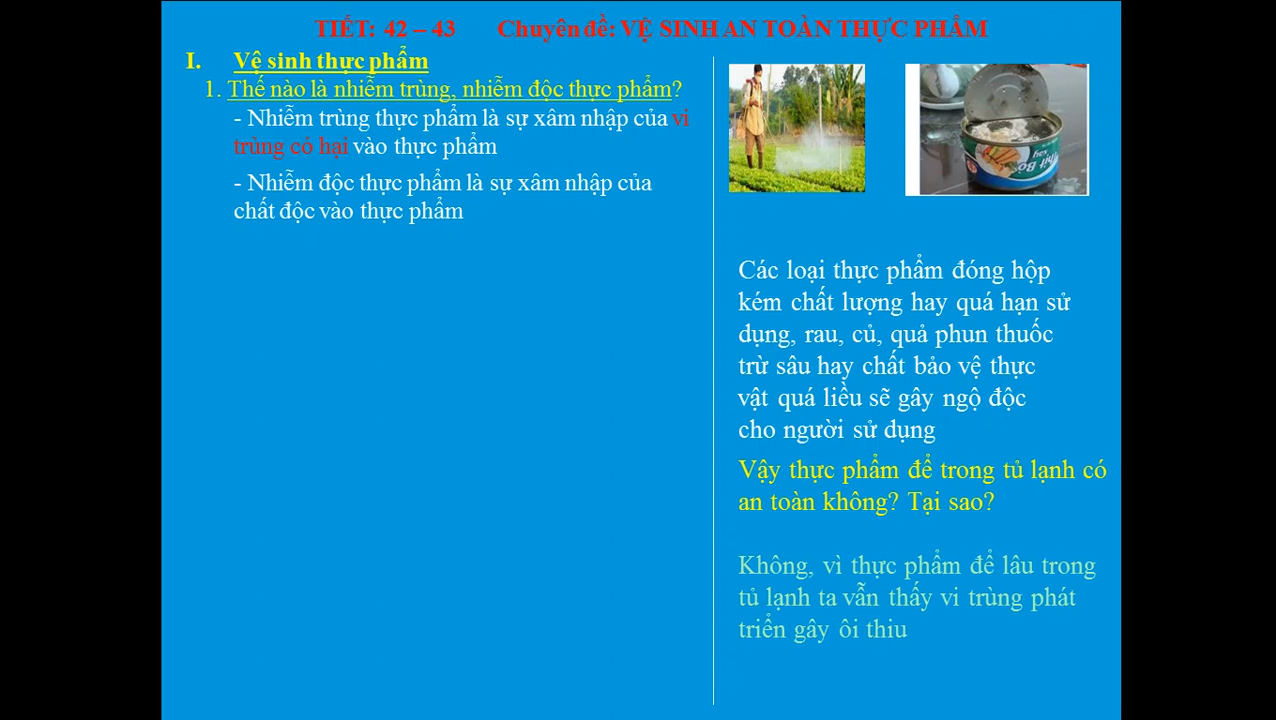 TIẾT: 42 – 43 Chuyên đề: VỆ SINH AN TOÀN THỰC PHẨM
I. Vệ sinh thực phẩm
1. Thế nào là nhiễm trùng, nhiễm độc thực phẩm?
- Nhiễm trùng thực phẩm là sự xâm nhập của vi
trùng có hại vào thực phẩm
- Nhiễm độc thực phẩm là sự xâm nhập của
chất độc vào thực phẩm
Các loại thực phẩm đóng hộp
kém chất lượng hay quá hạn sử
dụng, rau, củ, quả phun thuốc
trừ sâu hay chất bảo vệ thực
vật quá liều sẽ gây ngộ độc
cho người sử dụng
Vậy thực phẩm để trong tủ lạnh có
an toàn không? Tại sao?
Không, vì thực phẩm để lâu trong
tủ lạnh ta vẫn thấy vi trùng phát
triển gây ôi thiu